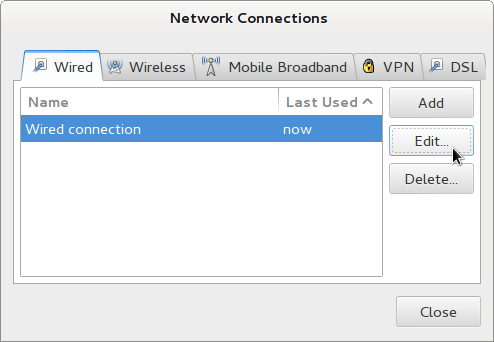 Network Connections
Wired Wireless Mobile Broadband VPN DSL
Name Last Used
Add
Wired connection now
Edit...
Delete...
Close